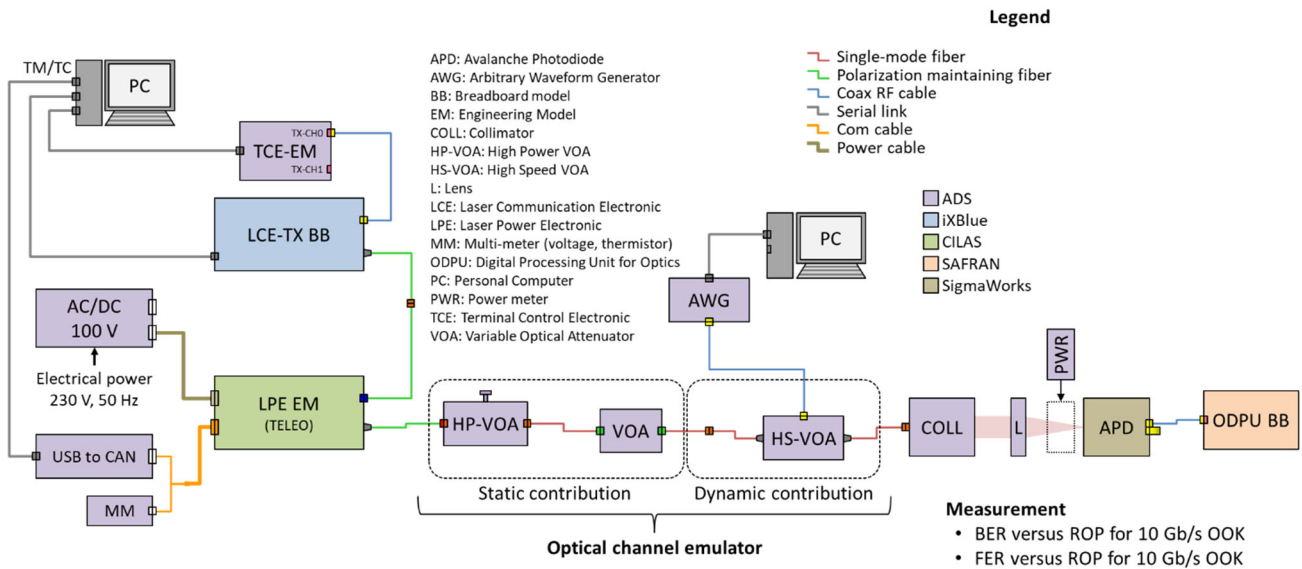 Legend
TM/TC
PC
TX-CH0
TCE-EM
TX-CH1
LCE-TX BB
AC/DC
100 V
Electrical power
230 V, 50 Hz
LPE EM
(TELEO)
USB to CAN
MM
APD: Avalanche Photodiode
AWG: Arbitrary Waveform Generator
BB: Breadboard model
EM: Engineering Model
COLL: Collimator
HP-VOA: High Power VOA
HS-VOA: High Speed VOA
L: Lens
LCE: Laser Communication Electronic
LPE: Laser Power Electronic
MM: Multi-meter (voltage, thermistor)
ODPU: Digital Processing Unit for Optics
PC: Personal Computer
PWR: Power meter
TCE: Terminal Control Electronic
VOA: Variable Optical Attenuator
Single-mode fiber
Polarization maintaining fiber
Coax RF cable
Serial link
Com cable
Power cable
ADS
iXBlue
CILAS
SAFRAN
SigmaWorks
PC
AWG
HP-VOA
VOA
HS-VOA
COLL
L
PWR
APD
ODPU BB
Static contribution
Dynamic contribution
Optical channel emulator
Measurement
• BER versus ROP for 10 Gb/s OOK
• FER versus ROP for 10 Gb/s OOK